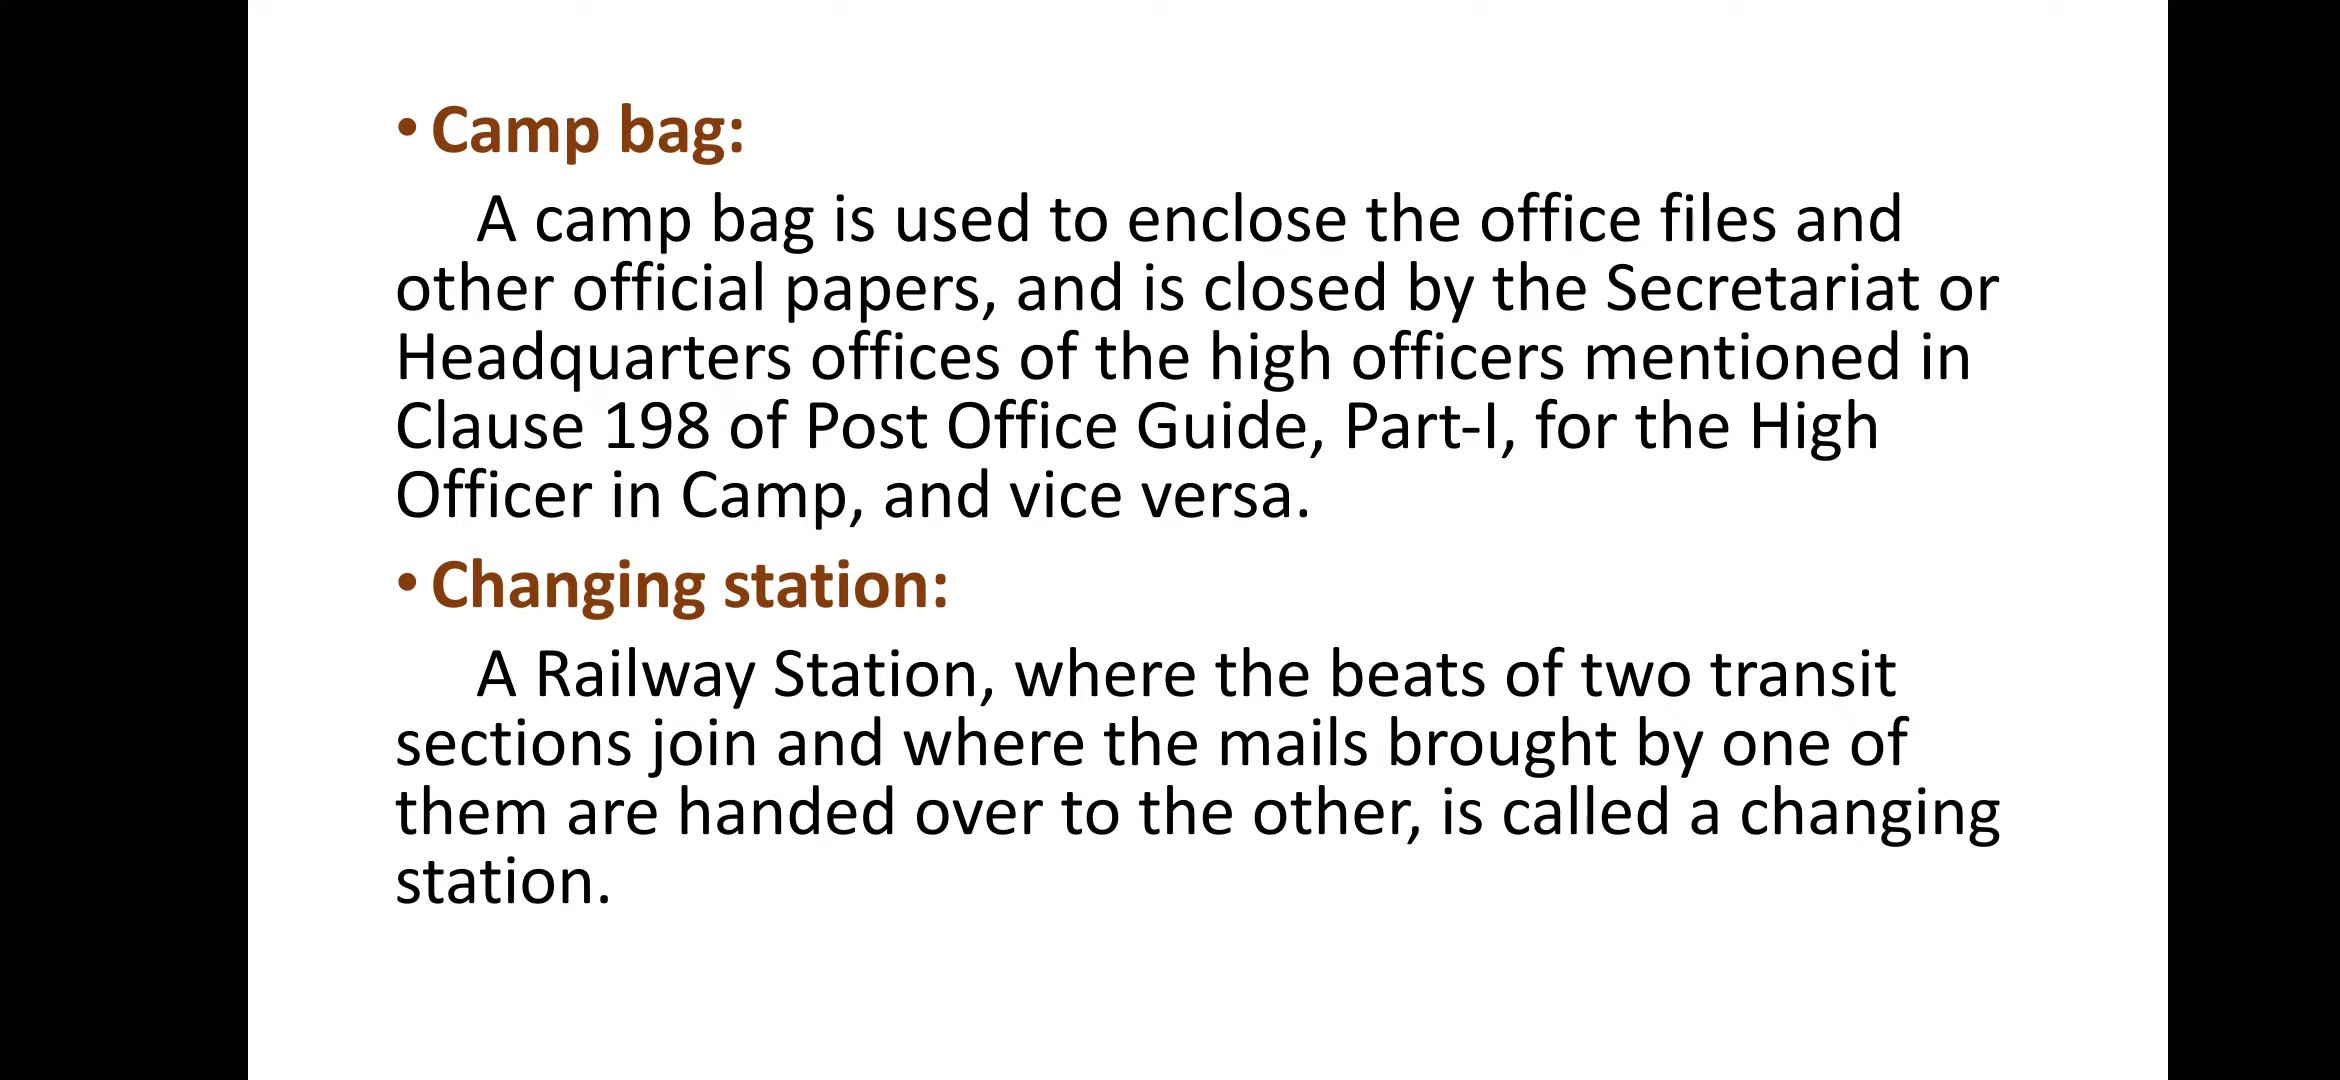 • Camp bag:
A camp bag is used to enclose the office files and
other official papers, and is closed by the Secretariat or
Headquarters offices of the high officers mentioned in
Clause 198 of Post Office Guide, Part-I, for the High
Officer in Camp, and vice versa.
• Changing station:
A Railway Station, where the beats of two transit
sections join and where the mails brought by one of
them are handed over to the other, is called a changing
station.